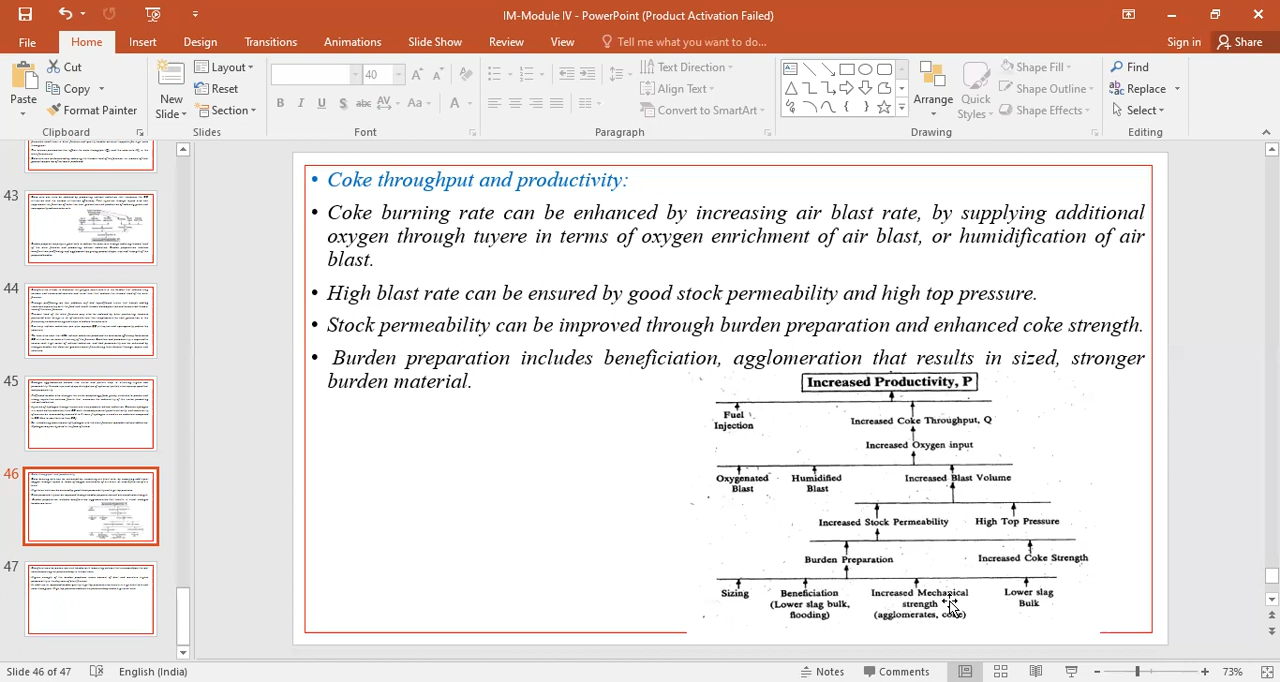 IM-Module IV - PowerPoint (Product Activation Failed)
File Home Insert Design Transitions Animations Slide Show Review View Tell me what you want to do... Sign in Share
Paste
Cut
Copy
Format Painter
Clipboard
New
Slide
Layout
Reset
Section
Slides
40
B I U S abc AV Aa A
Font
Text Direction
Align Text
Convert to SmartArt
Paragraph
Arrange
Quick
Styles
Shape Fill
Shape Outline
Shape Effects
Drawing
Find
Replace
Select
Editing
43
44
45
46
47
• Coke throughput and productivity:
• Coke burning rate can be enhanced by increasing air blast rate, by supplying additional
oxygen through tuyere in terms of oxygen enrichment of air blast, or humidification of air
blast.
• High blast rate can be ensured by good stock permeability and high top pressure.
• Stock permeability can be improved through burden preparation and enhanced coke strength.
• Burden preparation includes beneficiation, agglomeration that results in sized, stronger
burden material.
Increased Productivity, P
Fuel
Injection
Increased Coke Throughput, Q
Increased Oxygen input
Oxygenated
Blast
Humidified
Blast
Increased Blast Volume
Increased Stock Permeability
High Top Pressure
Burden Preparation
Increased Coke Strength
Sizing
Beneficiation
(Lower slag bulk,
flooding)
Increased Mechanical
strength
(agglomerates, coke)
Lower slag
Bulk
Slide 46 of 47 English (India) Notes Comments 73%